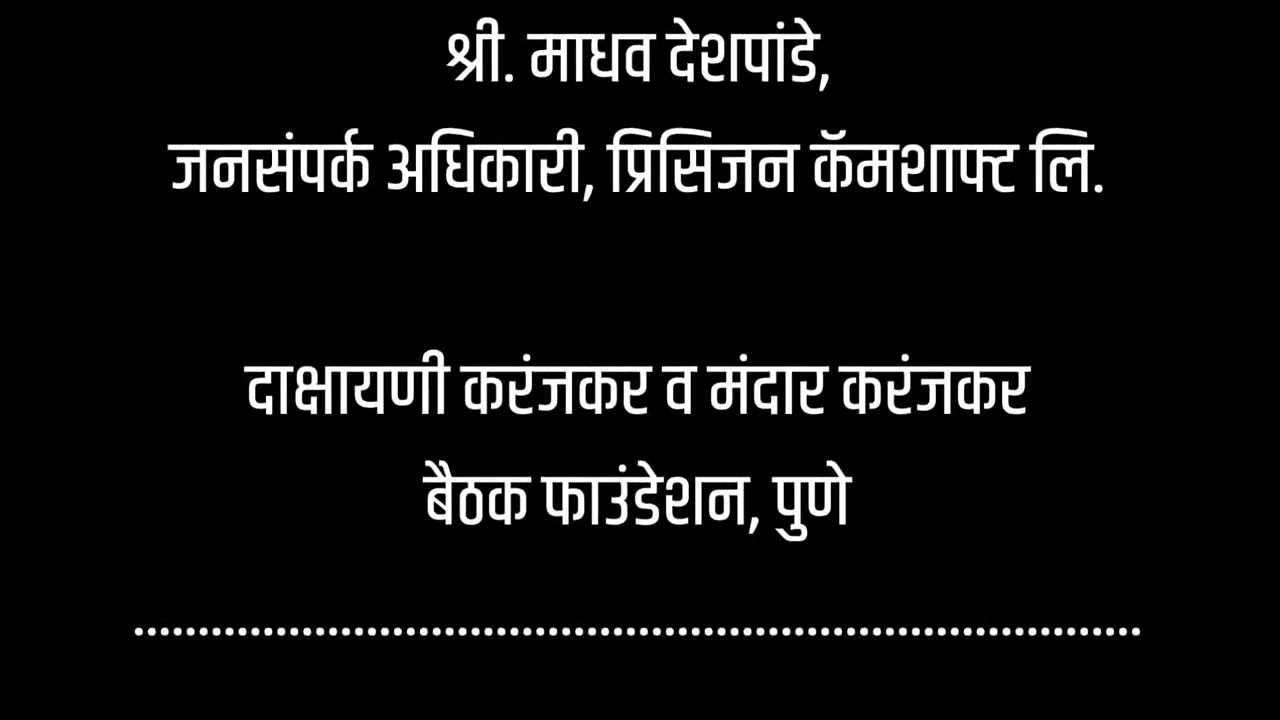 श्री. माधव देशपांडे,
जनसंपर्क अधिकारी, प्रिसिजन कॅमशाफ्ट लि.
दाक्षायणी करंजकर व मंदार करंजकर
बैठक फाउंडेशन, पुणे
................................................................................